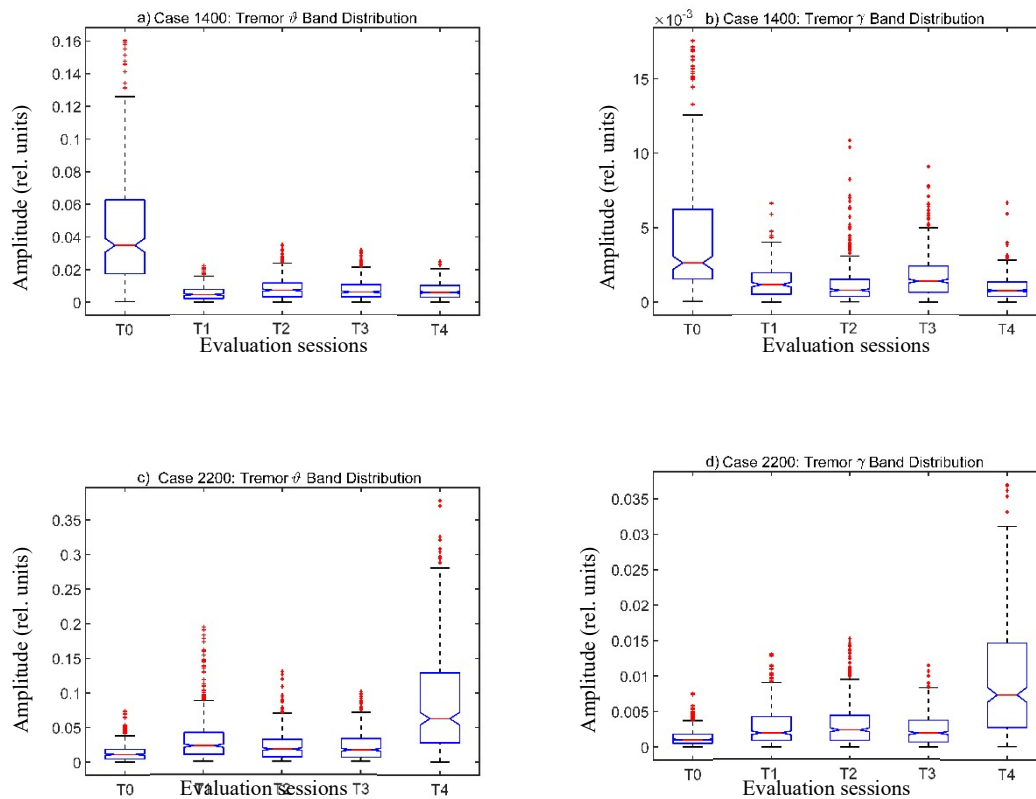 a) Case 1400: Tremor ϑ Band Distribution
Amplitude (rel. units)
0.16
0.14
0.12
0.1
0.08
0.06
0.04
0.02
0
T0 T1 T2 T3 T4
Evaluation sessions
b) Case 1400: Tremor γ Band Distribution
×10⁻³
Amplitude (rel. units)
15
10
5
0
T0 T1 T2 T3 T4
Evaluation sessions
c) Case 2200: Tremor ϑ Band Distribution
Amplitude (rel. units)
0.35
0.3
0.25
0.2
0.15
0.1
0.05
0
T0 T1 T2 T3 T4
Evaluation sessions
d) Case 2200: Tremor γ Band Distribution
Amplitude (rel. units)
0.035
0.03
0.025
0.02
0.015
0.01
0.005
0
T0 T1 T2 T3 T4
Evaluation sessions